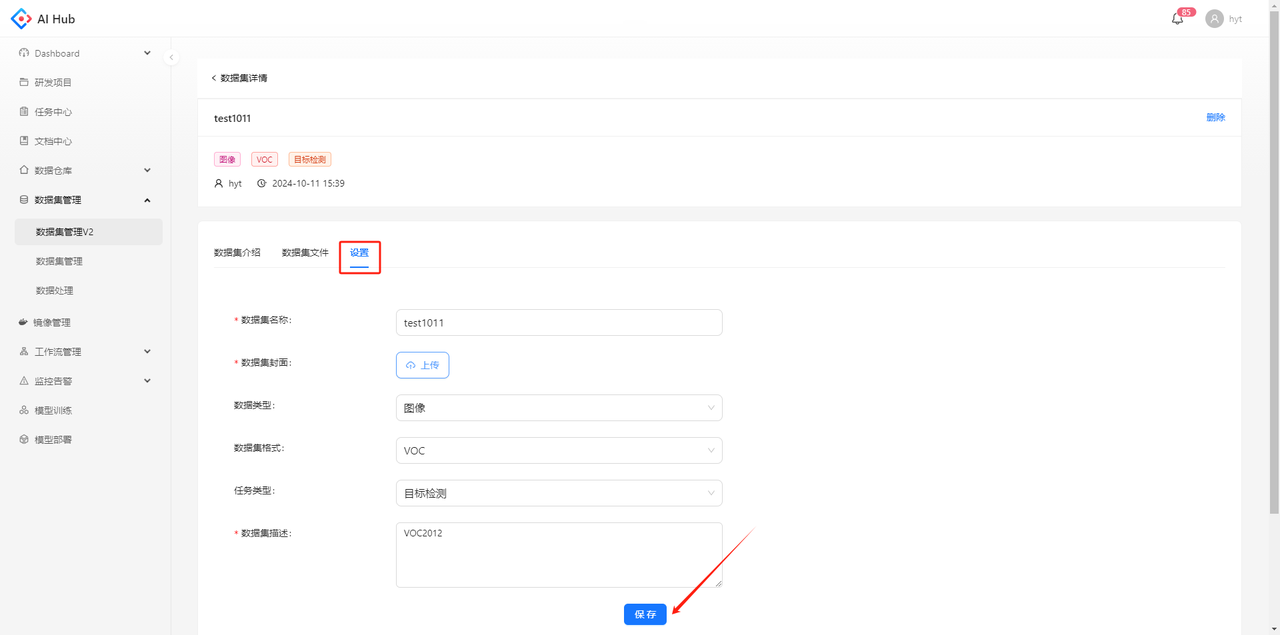 AI Hub
85
hyt
Dashboard
研发项目
任务中心
文档中心
数据仓库
数据集管理
数据集管理V2
数据集管理
数据处理
镜像管理
工作流管理
监控告警
模型训练
模型部署
数据集详情
test1011
删除
图像 VOC 目标检测
hyt 2024-10-11 15:39
数据集介绍 数据集文件 设置
* 数据集名称: test1011
* 数据集封面: 上传
数据类型: 图像
数据集格式: VOC
任务类型: 目标检测
* 数据集描述: VOC2012
保 存